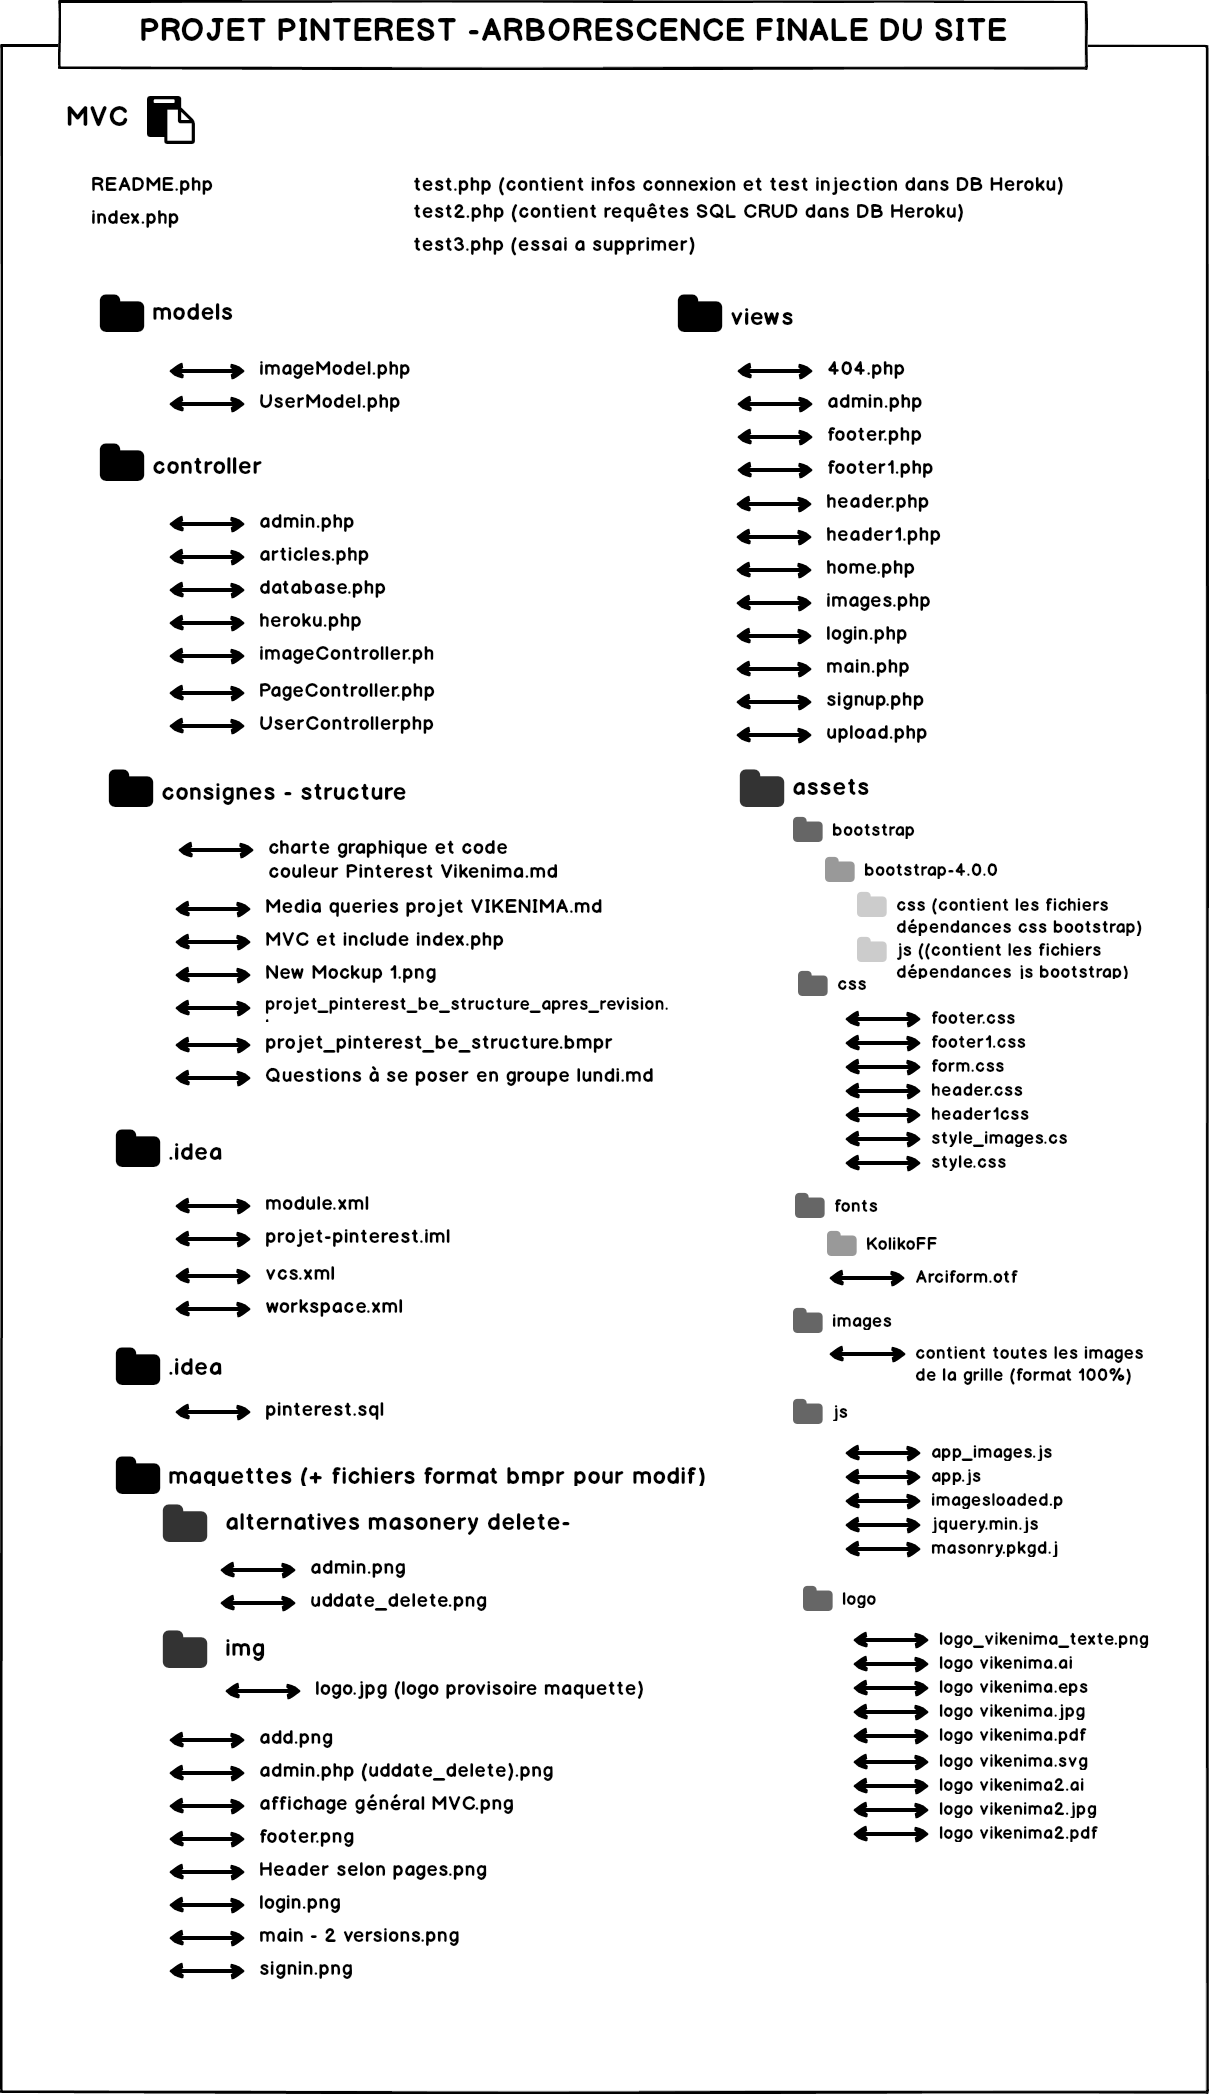 PROJET PINTEREST -ARBORESCENCE FINALE DU SITE
MVC
README.php
index.php
test.php (contient infos connexion et test injection dans DB Heroku)
test2.php (contient requêtes SQL CRUD dans DB Heroku)
test3.php (essai a supprimer)
models
imageModel.php
UserModel.php
controller
admin.php
articles.php
database.php
heroku.php
imageController.ph
PageController.php
UserControllerphp
consignes - structure
charte graphique et code
couleur Pinterest Vikenima.md
Media queries projet VIKENIMA.md
MVC et include index.php
New Mockup 1.png
projet_pinterest_be_structure_apres_revision.
projet_pinterest_be_structure.bmpr
Questions à se poser en groupe lundi.md
.idea
module.xml
projet-pinterest.iml
vcs.xml
workspace.xml
.idea
pinterest.sql
maquettes (+ fichiers format bmpr pour modif)
alternatives masonery delete-
admin.png
uddate_delete.png
img
logo.jpg (logo provisoire maquette)
add.png
admin.php (uddate_delete).png
affichage général MVC.png
footer.png
Header selon pages.png
login.png
main - 2 versions.png
signin.png
views
404.php
admin.php
footer.php
footer1.php
header.php
header1.php
home.php
images.php
login.php
main.php
signup.php
upload.php
assets
bootstrap
bootstrap-4.0.0
css (contient les fichiers
dépendances css bootstrap)
js ((contient les fichiers
dépendances js bootstrap)
css
footer.css
footer1.css
form.css
header.css
header1css
style_images.cs
style.css
fonts
KolikoFF
Arciform.otf
images
contient toutes les images
de la grille (format 100%)
js
app_images.js
app.js
imagesloaded.p
jquery.min.js
masonry.pkgd.j
logo
logo_vikenima_texte.png
logo vikenima.ai
logo vikenima.eps
logo vikenima.jpg
logo vikenima.pdf
logo vikenima.svg
logo vikenima2.ai
logo vikenima2.jpg
logo vikenima2.pdf